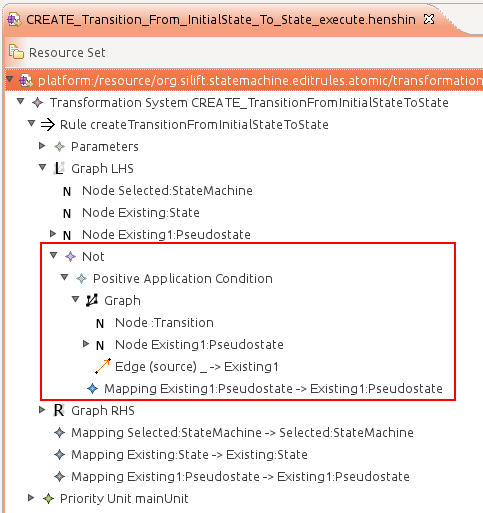 CREATE_Transition_From_InitialState_To_State_execute.henshin
Resource Set
platform:/resource/org.silift.statemachine.editrules.atomic/transformation
Transformation System CREATE_TransitionFromInitialStateToState
Rule createTransitionFromInitialStateToState
Parameters
L Graph LHS
N Node Selected:StateMachine
N Node Existing:State
N Node Existing1:Pseudostate
Not
Positive Application Condition
Graph
N Node :Transition
N Node Existing1:Pseudostate
Edge (source) _ -> Existing1
Mapping Existing1:Pseudostate -> Existing1:Pseudostate
R Graph RHS
Mapping Selected:StateMachine -> Selected:StateMachine
Mapping Existing:State -> Existing:State
Mapping Existing1:Pseudostate -> Existing1:Pseudostate
Priority Unit mainUnit